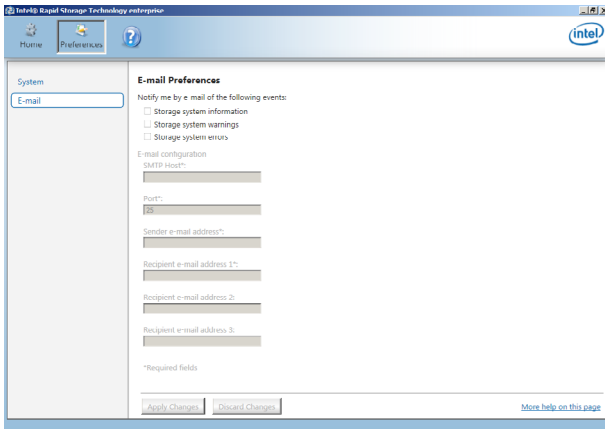 Intel® Rapid Storage Technology enterprise
Home
Preferences
?
intel
System
E-mail
E-mail Preferences
Notify me by e-mail of the following events:
Storage system information
Storage system warnings
Storage system errors
E-mail configuration
SMTP Host*:
Port*:
25
Sender e-mail address*:
Recipient e-mail address 1*:
Recipient e-mail address 2:
Recipient e-mail address 3:
*Required fields
Apply Changes
Discard Changes
More help on this page